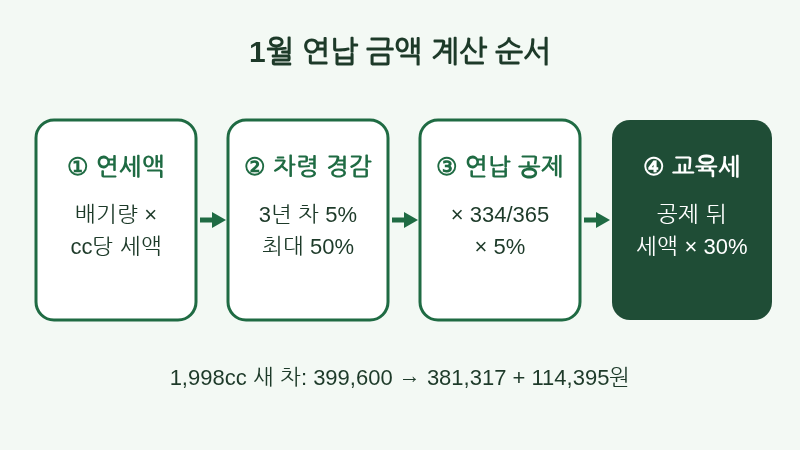 1월 연납 금액 계산 순서
① 연세액
배기량 ×
cc당 세액
② 차령 경감
3년 차 5%
최대 50%
③ 연납 공제
× 334/365
× 5%
④ 교육세
공제 뒤
세액 × 30%
1,998cc 새 차: 399,600 → 381,317 + 114,395원